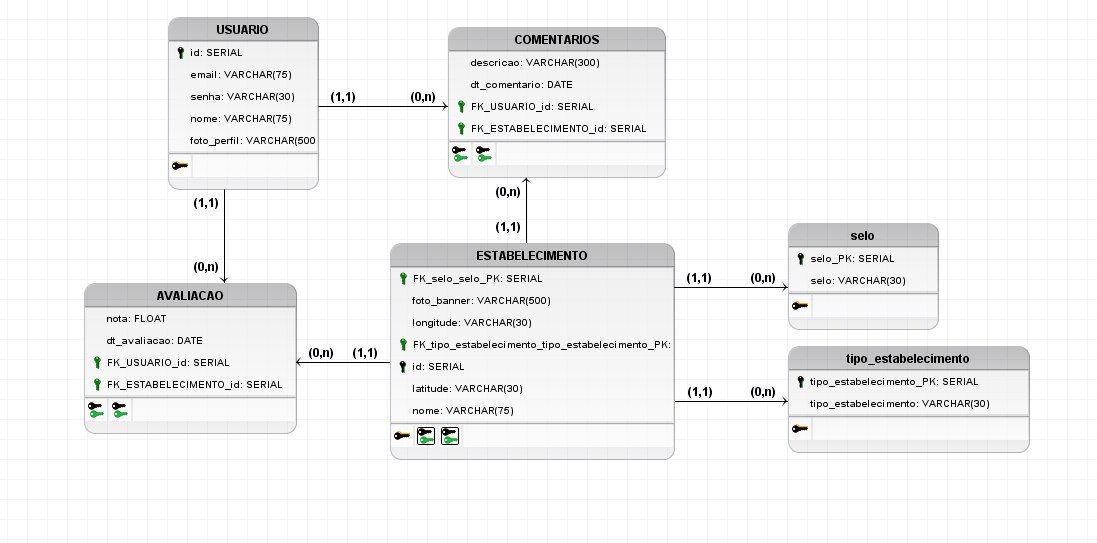 USUARIO
id: SERIAL
email: VARCHAR(75)
senha: VARCHAR(30)
nome: VARCHAR(75)
foto_perfil: VARCHAR(500
(1,1)
(0,n)
COMENTARIOS
descricao: VARCHAR(300)
dt_comentario: DATE
FK_USUARIO_id: SERIAL
FK_ESTABELECIMENTO_id: SERIAL
(1,1)
(0,n)
(0,n)
(1,1)
AVALIACAO
nota: FLOAT
dt_avaliacao: DATE
FK_USUARIO_id: SERIAL
FK_ESTABELECIMENTO_id: SERIAL
(0,n)
(1,1)
ESTABELECIMENTO
FK_selo_selo_PK: SERIAL
foto_banner: VARCHAR(500)
longitude: VARCHAR(30)
FK_tipo_estabelecimento_tipo_estabelecimento_PK:
id: SERIAL
latitude: VARCHAR(30)
nome: VARCHAR(75)
(1,1)
(0,n)
selo
selo_PK: SERIAL
selo: VARCHAR(30)
(1,1)
(0,n)
tipo_estabelecimento
tipo_estabelecimento_PK: SERIAL
tipo_estabelecimento: VARCHAR(30)